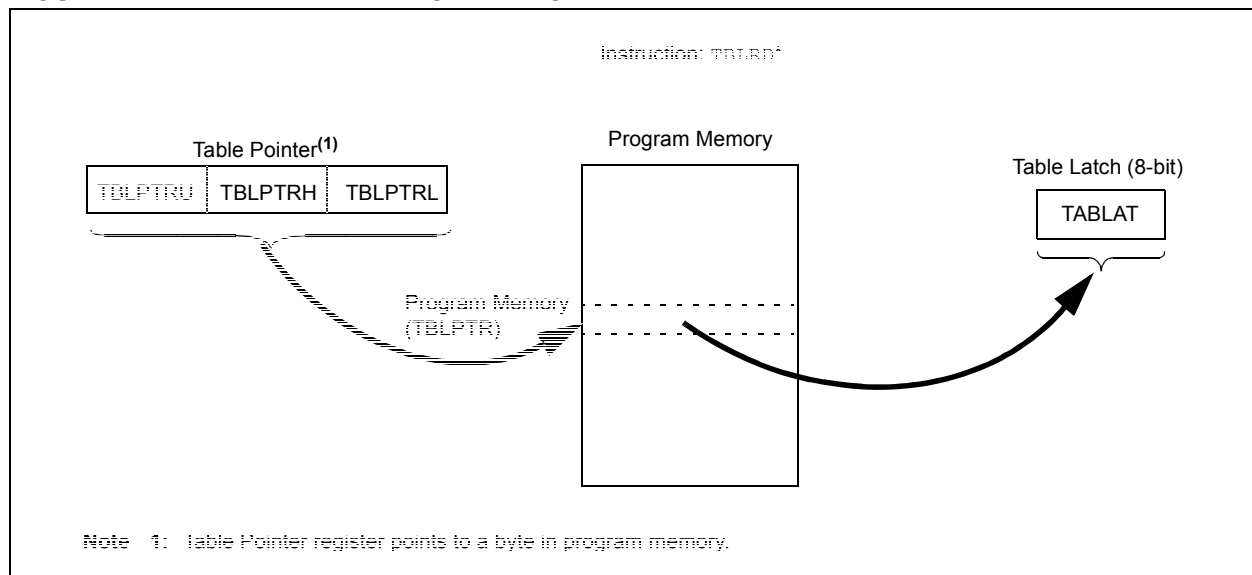 Instruction: TBLRD*
Table Pointer(1)
TBLPTRU TBLPTRH TBLPTRL
Program Memory
Table Latch (8-bit)
TABLAT
Program Memory
(TBLPTR)
Note 1: Table Pointer register points to a byte in program memory.